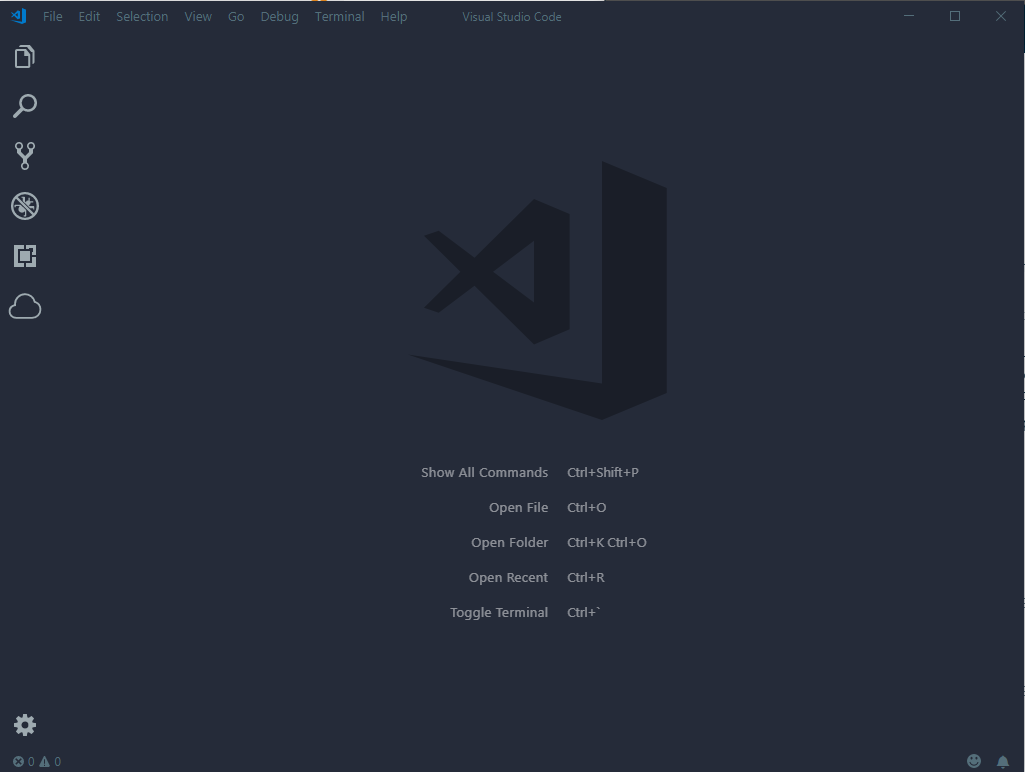 File Edit Selection View Go Debug Terminal Help Visual Studio Code
Show All Commands Ctrl+Shift+P
Open File Ctrl+O
Open Folder Ctrl+K Ctrl+O
Open Recent Ctrl+R
Toggle Terminal Ctrl+`
0 0